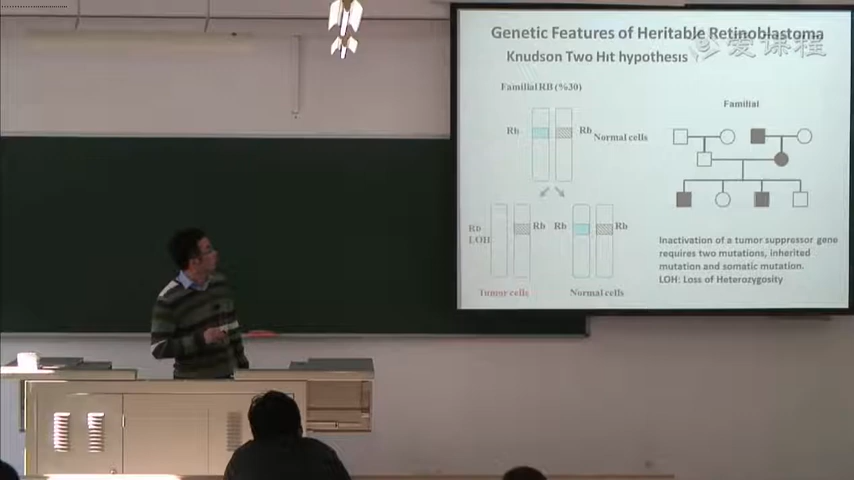 Genetic Features of Heritable Retinoblastoma
爱课程
Knudson Two Hit hypothesis
Familial RB (%30)
Familial
Rb
Rb
Normal cells
Rb
LOH
Rb
Rb
Rb
Tumor cells
Normal cells
Inactivation of a tumor suppressor gene
requires two mutations, inherited
mutation and somatic mutation.
LOH: Loss of Heterozygosity